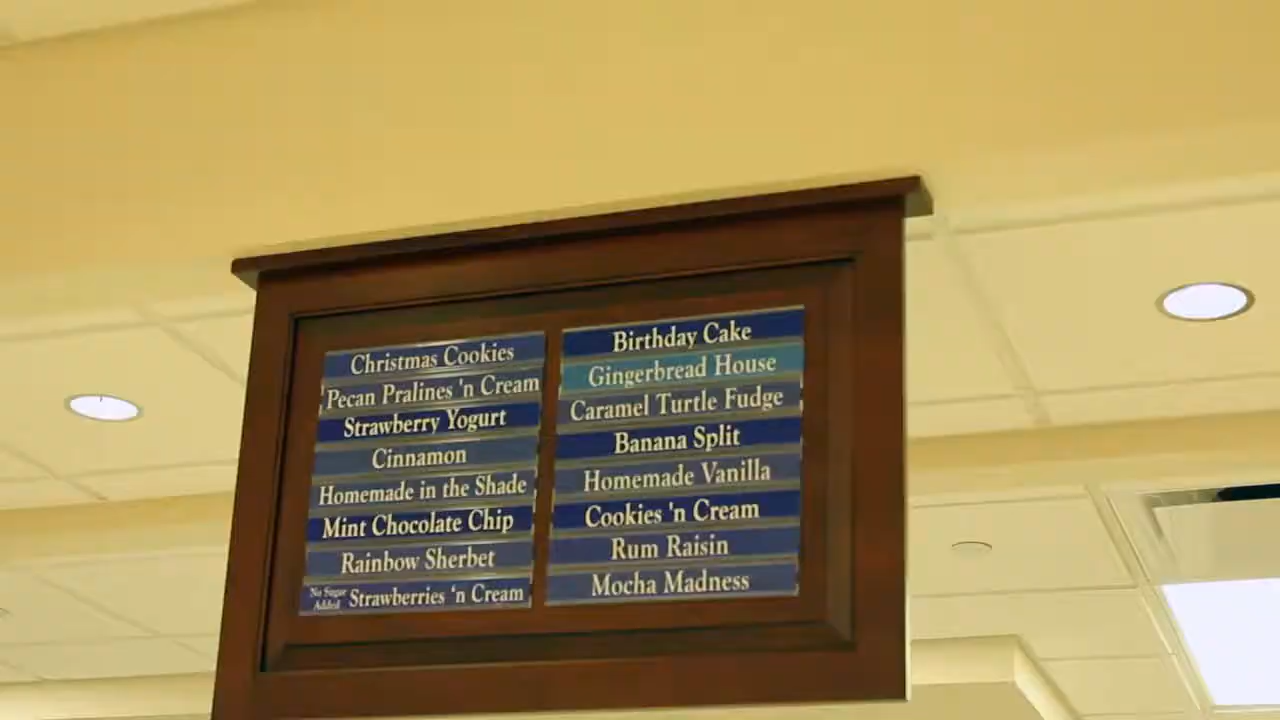 Christmas Cookies
Pecan Pralines 'n Cream
Strawberry Yogurt
Cinnamon
Homemade in the Shade
Mint Chocolate Chip
Rainbow Sherbet
No Sugar Added Strawberries 'n Cream
Birthday Cake
Gingerbread House
Caramel Turtle Fudge
Banana Split
Homemade Vanilla
Cookies 'n Cream
Rum Raisin
Mocha Madness